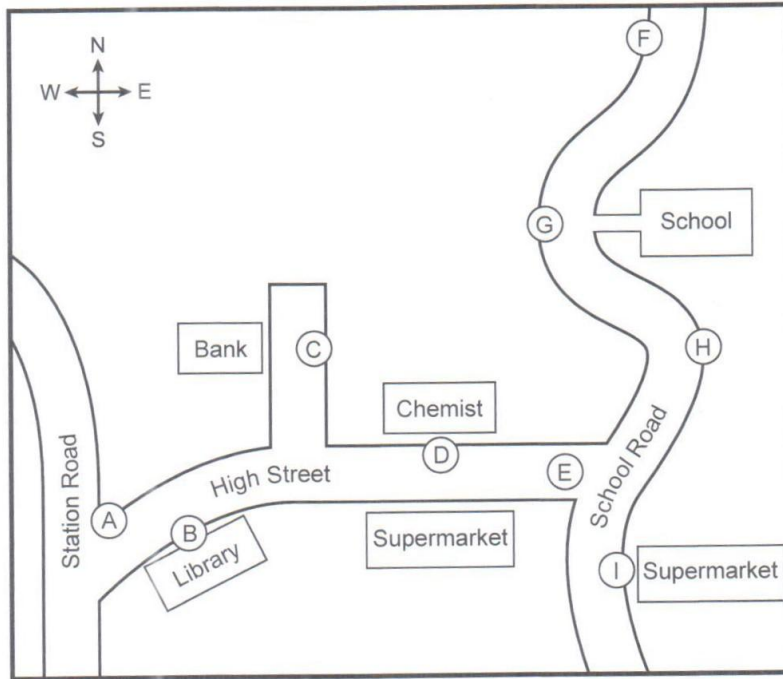 F
N
W E
S
G
School
Bank
C
H
Chemist
D
E
High Street
School Road
Station Road
A
B
Library
Supermarket
I
Supermarket